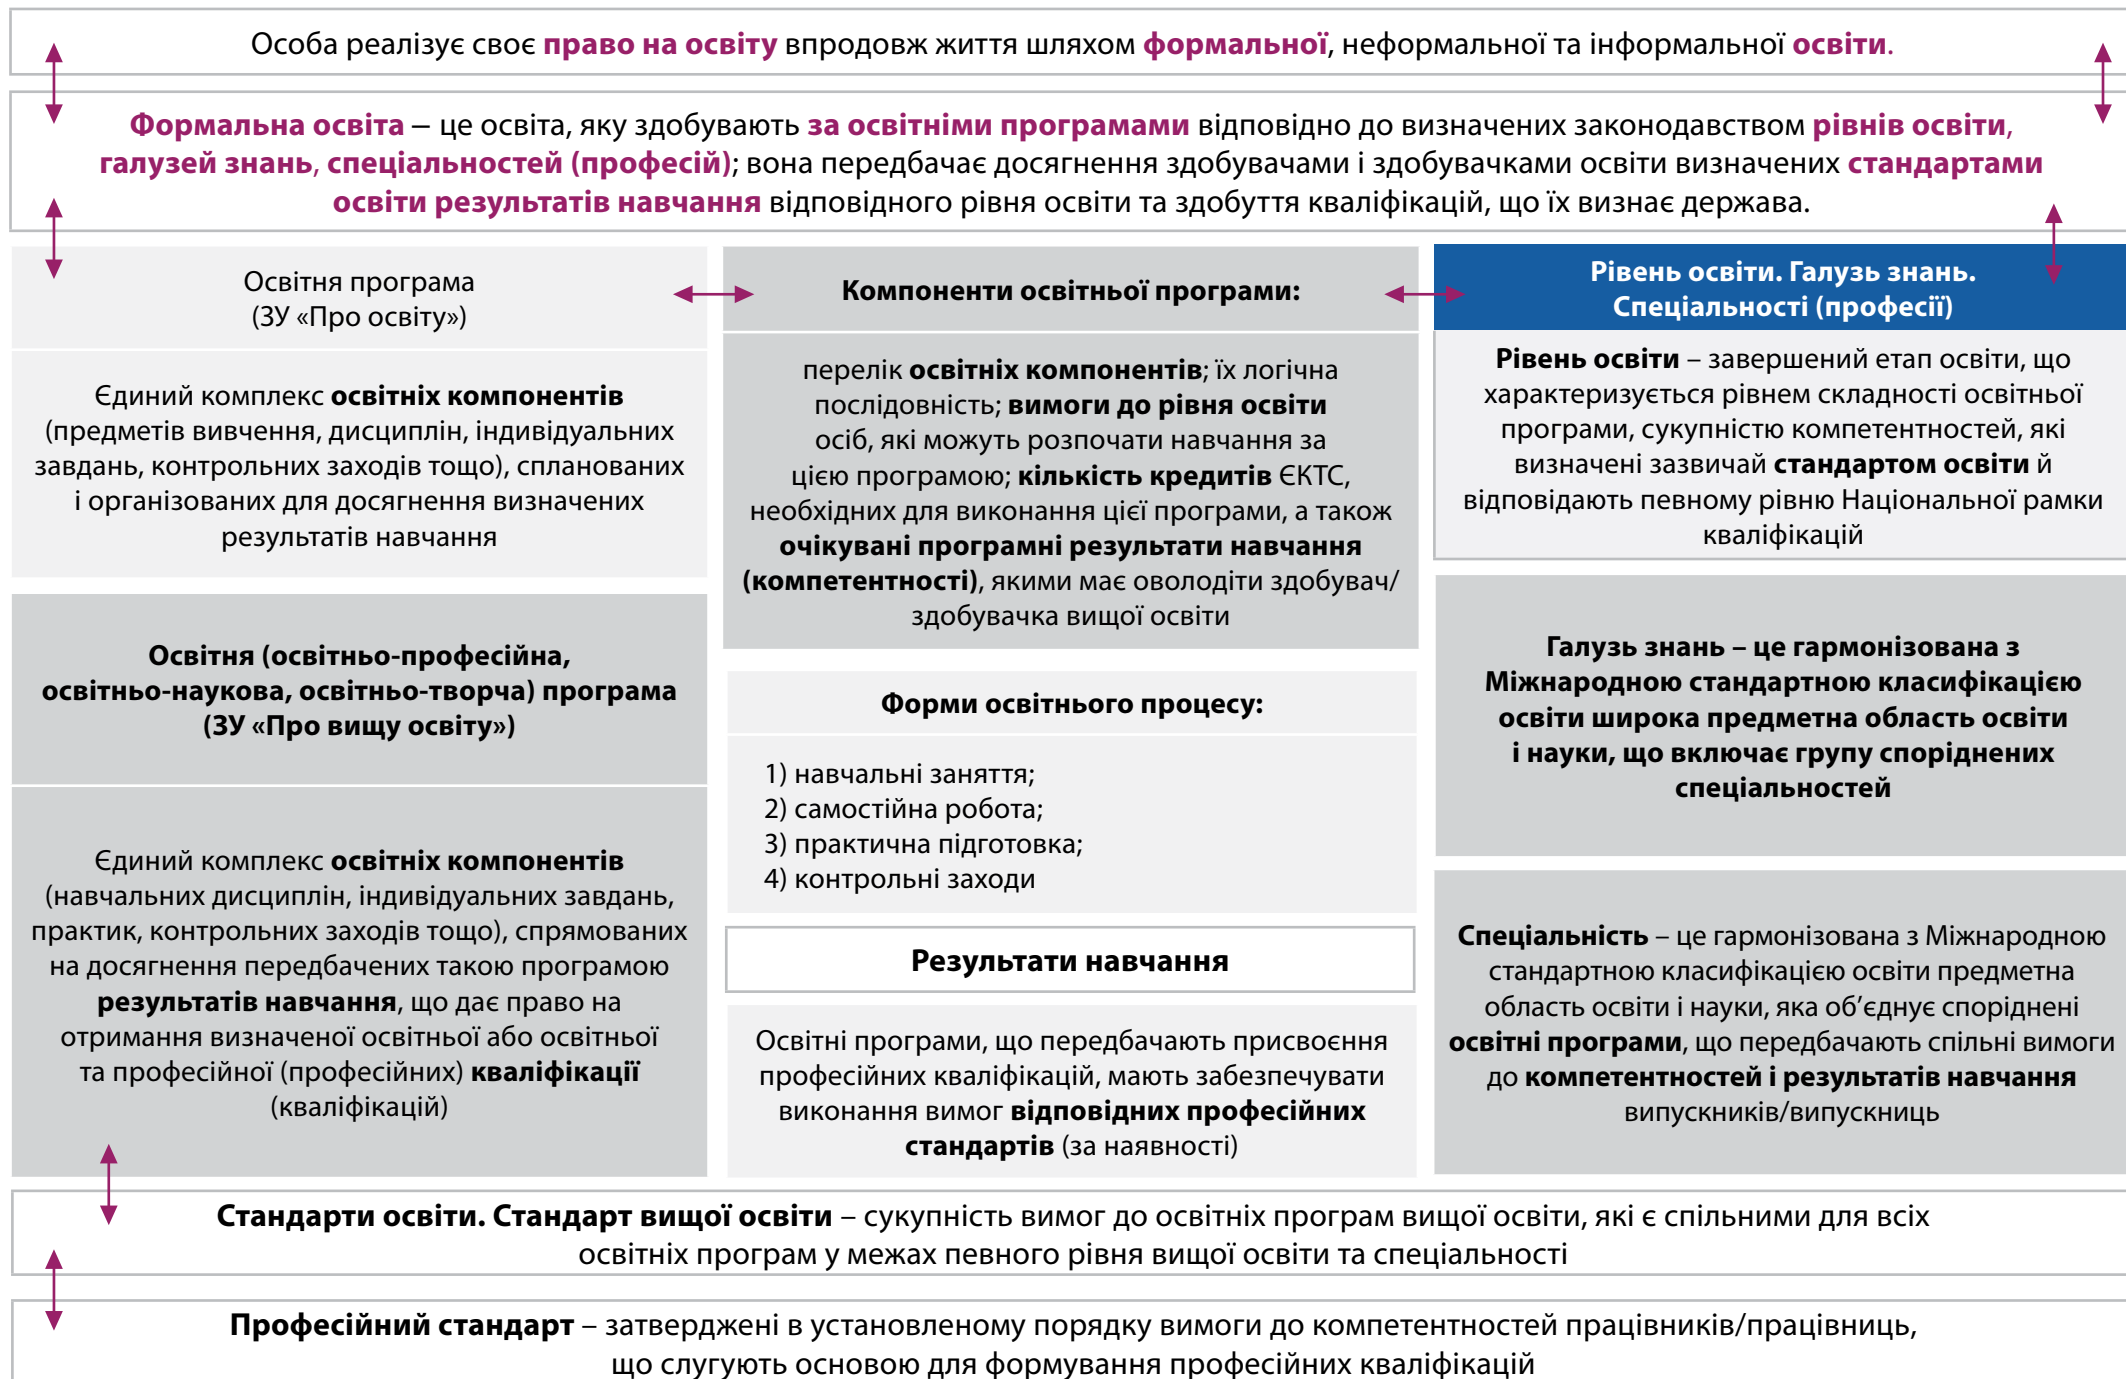 Особа реалізує своє право на освіту впродовж життя шляхом формальної, неформальної та інформальної освіти.
Формальна освіта – це освіта, яку здобувають за освітніми програмами відповідно до визначених законодавством рівнів освіти,
галузей знань, спеціальностей (професій); вона передбачає досягнення здобувачами і здобувачками освіти визначених стандартами
освіти результатів навчання відповідного рівня освіти та здобуття кваліфікацій, що їх визнає держава.
Освітня програма
(ЗУ «Про освіту»)
Єдиний комплекс освітніх компонентів
(предметів вивчення, дисциплін, індивідуальних
завдань, контрольних заходів тощо), спланованих
і організованих для досягнення визначених
результатів навчання
Освітня (освітньо-професійна,
освітньо-наукова, освітньо-творча) програма
(ЗУ «Про вищу освіту»)
Єдиний комплекс освітніх компонентів
(навчальних дисциплін, індивідуальних завдань,
практик, контрольних заходів тощо), спрямованих
на досягнення передбачених такою програмою
результатів навчання, що дає право на
отримання визначеної освітньої або освітньої
та професійної (професійних) кваліфікації
(кваліфікацій)
Компоненти освітньої програми:
перелік освітніх компонентів; їх логічна
послідовність; вимоги до рівня освіти
осіб, які можуть розпочати навчання за
цією програмою; кількість кредитів ЄКТС,
необхідних для виконання цієї програми, а також
очікувані програмні результати навчання
(компетентності), якими має оволодіти здобувач/
здобувачка вищої освіти
Форми освітнього процесу:
1) навчальні заняття;
2) самостійна робота;
3) практична підготовка;
4) контрольні заходи
Результати навчання
Освітні програми, що передбачають присвоєння
професійних кваліфікацій, мають забезпечувати
виконання вимог відповідних професійних
стандартів (за наявності)
Рівень освіти. Галузь знань.
Спеціальності (професії)
Рівень освіти – завершений етап освіти, що
характеризується рівнем складності освітньої
програми, сукупністю компетентностей, які
визначені зазвичай стандартом освіти й
відповідають певному рівню Національної рамки
кваліфікацій
Галузь знань – це гармонізована з
Міжнародною стандартною класифікацією
освіти широка предметна область освіти
і науки, що включає групу споріднених
спеціальностей
Спеціальність – це гармонізована з Міжнародною
стандартною класифікацією освіти предметна
область освіти і науки, яка об’єднує споріднені
освітні програми, що передбачають спільні вимоги
до компетентностей і результатів навчання
випускників/випускниць
Стандарти освіти. Стандарт вищої освіти – сукупність вимог до освітніх програм вищої освіти, які є спільними для всіх
освітніх програм у межах певного рівня вищої освіти та спеціальності
Професійний стандарт – затверджені в установленому порядку вимоги до компетентностей працівників/працівниць,
що слугують основою для формування професійних кваліфікацій